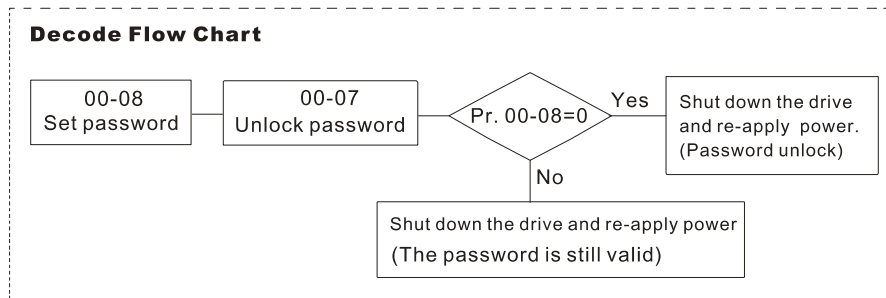 Decode Flow Chart
00-08
Set password
00-07
Unlock password
Pr. 00-08=0
Yes
Shut down the drive
and re-apply power.
(Password unlock)
No
Shut down the drive and re-apply power
(The password is still valid)